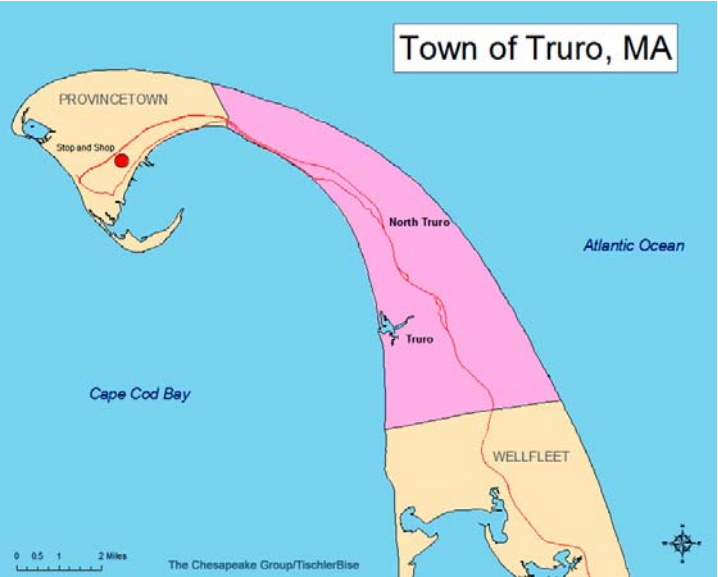 Town of Truro, MA
PROVINCETOWN
Stop and Shop
North Truro
Atlantic Ocean
Truro
Cape Cod Bay
WELLFLEET
0 0.5 1 2 Miles
The Chesapeake Group/TischlerBise